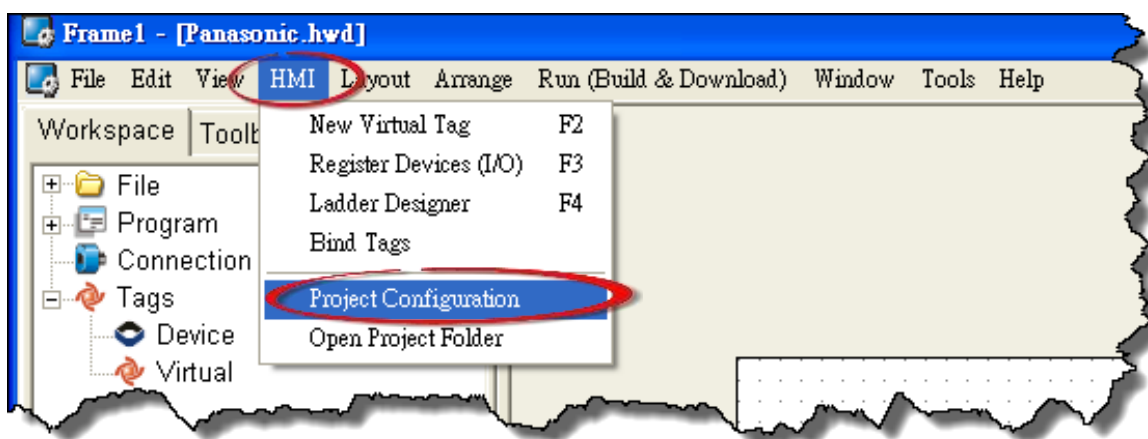 Frame1 - [Panasonic.hwd]
File Edit View HMI Layout Arrange Run (Build & Download) Window Tools Help
Workspace
New Virtual Tag F2
Register Devices (I/O) F3
Ladder Designer F4
Bind Tags
Project Configuration
Open Project Folder
File
Program
Connection
Tags
Device
Virtual